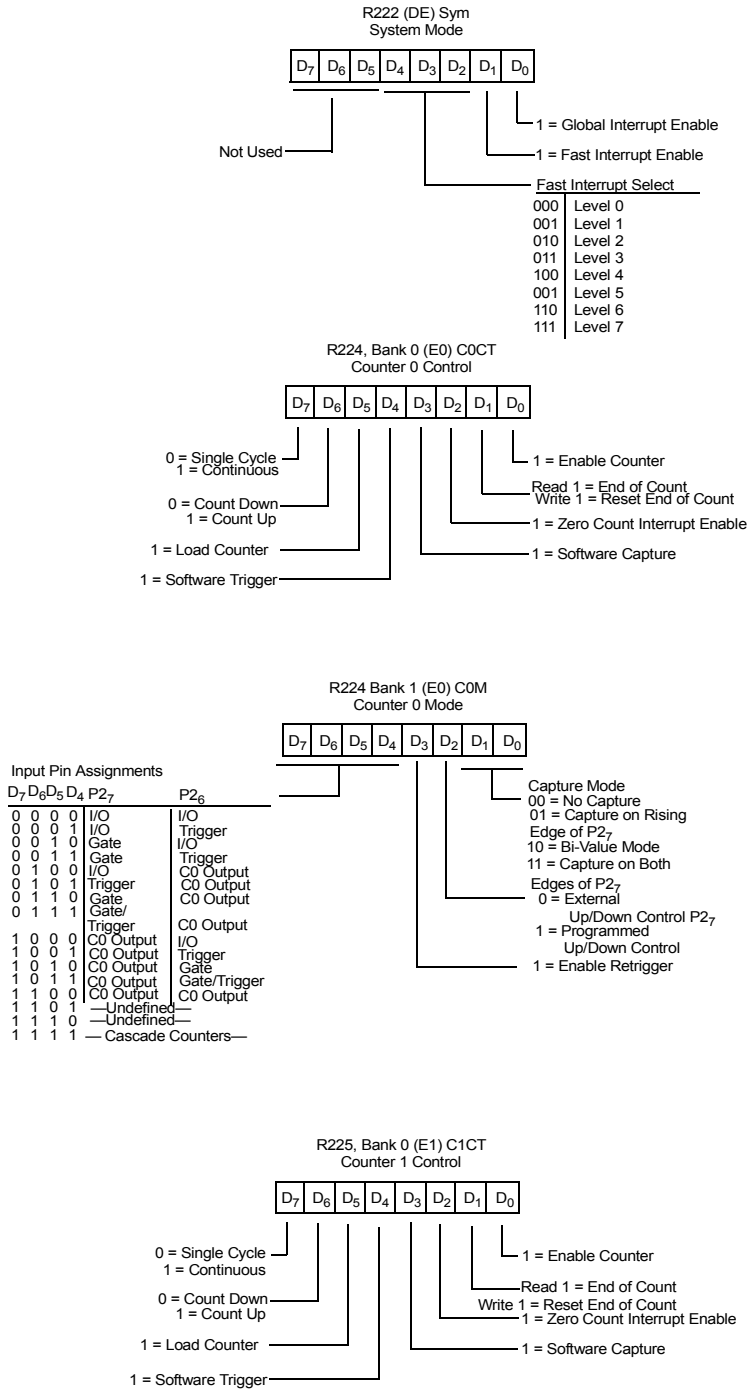 R222 (DE) Sym
System Mode
D7 D6 D5 D4 D3 D2 D1 D0
1 = Global Interrupt Enable
Not Used
1 = Fast Interrupt Enable
Fast Interrupt Select
000 Level 0
001 Level 1
010 Level 2
011 Level 3
100 Level 4
001 Level 5
110 Level 6
111 Level 7
R224, Bank 0 (E0) C0CT
Counter 0 Control
D7 D6 D5 D4 D3 D2 D1 D0
0 = Single Cycle
1 = Continuous
1 = Enable Counter
Read 1 = End of Count
Write 1 = Reset End of Count
0 = Count Down
1 = Count Up
1 = Zero Count Interrupt Enable
1 = Load Counter
1 = Software Capture
1 = Software Trigger
R224 Bank 1 (E0) C0M
Counter 0 Mode
D7 D6 D5 D4 D3 D2 D1 D0
Input Pin Assignments
D7 D6 D5 D4 P27 P26
0 0 0 0 I/O I/O
0 0 0 1 I/O Trigger
0 0 1 0 Gate I/O
0 0 1 1 Gate Trigger
0 1 0 0 I/O C0 Output
0 1 0 1 Trigger C0 Output
0 1 1 0 Gate C0 Output
0 1 1 1 Gate/
Trigger C0 Output
1 0 0 0 C0 Output I/O
1 0 0 1 C0 Output Trigger
1 0 1 0 C0 Output Gate
1 0 1 1 C0 Output Gate/Trigger
1 1 0 0 C0 Output C0 Output
1 1 0 1 —Undefined—
1 1 1 0 —Undefined—
1 1 1 1 — Cascade Counters—
Capture Mode
00 = No Capture
01 = Capture on Rising
Edge of P27
10 = Bi-Value Mode
11 = Capture on Both
Edges of P27
0 = External
Up/Down Control P27
1 = Programmed
Up/Down Control
1 = Enable Retrigger
R225, Bank 0 (E1) C1CT
Counter 1 Control
D7 D6 D5 D4 D3 D2 D1 D0
0 = Single Cycle
1 = Continuous
1 = Enable Counter
Read 1 = End of Count
Write 1 = Reset End of Count
0 = Count Down
1 = Count Up
1 = Zero Count Interrupt Enable
1 = Load Counter
1 = Software Capture
1 = Software Trigger